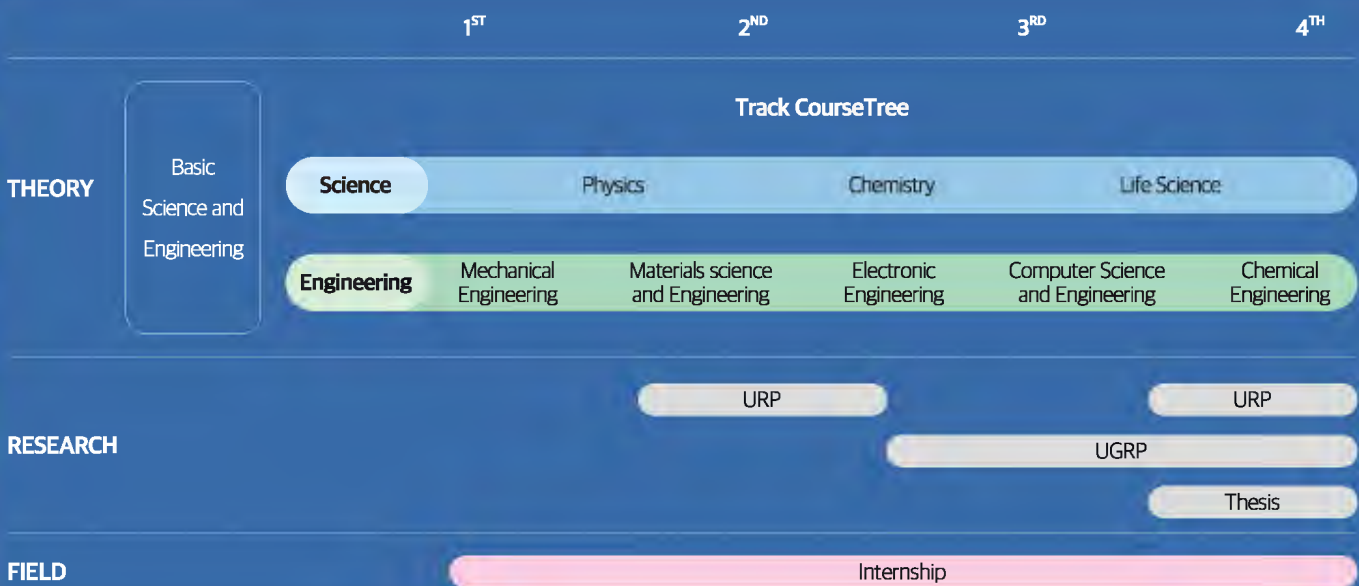 1ST 2ND 3RD 4TH
Track CourseTree
THEORY
Basic
Science and
Engineering
Science Physics Chemistry Life Science
Engineering
Mechanical
Engineering
Materials science
and Engineering
Electronic
Engineering
Computer Science
and Engineering
Chemical
Engineering
RESEARCH
URP URP
UGRP
Thesis
FIELD
Internship